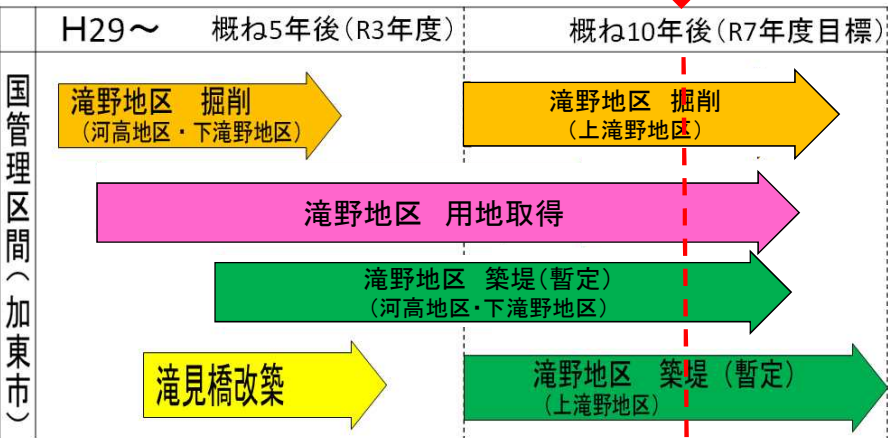 H29～ 概ね5年後(R3年度) 概ね10年後(R7年度目標)
国管理区間(加東市)
滝野地区 掘削
(河高地区・下滝野地区)
滝野地区 掘削
(上滝野地区)
滝野地区 用地取得
滝野地区 築堤(暫定)
(河高地区・下滝野地区)
滝見橋改築
滝野地区 築堤(暫定)
(上滝野地区)